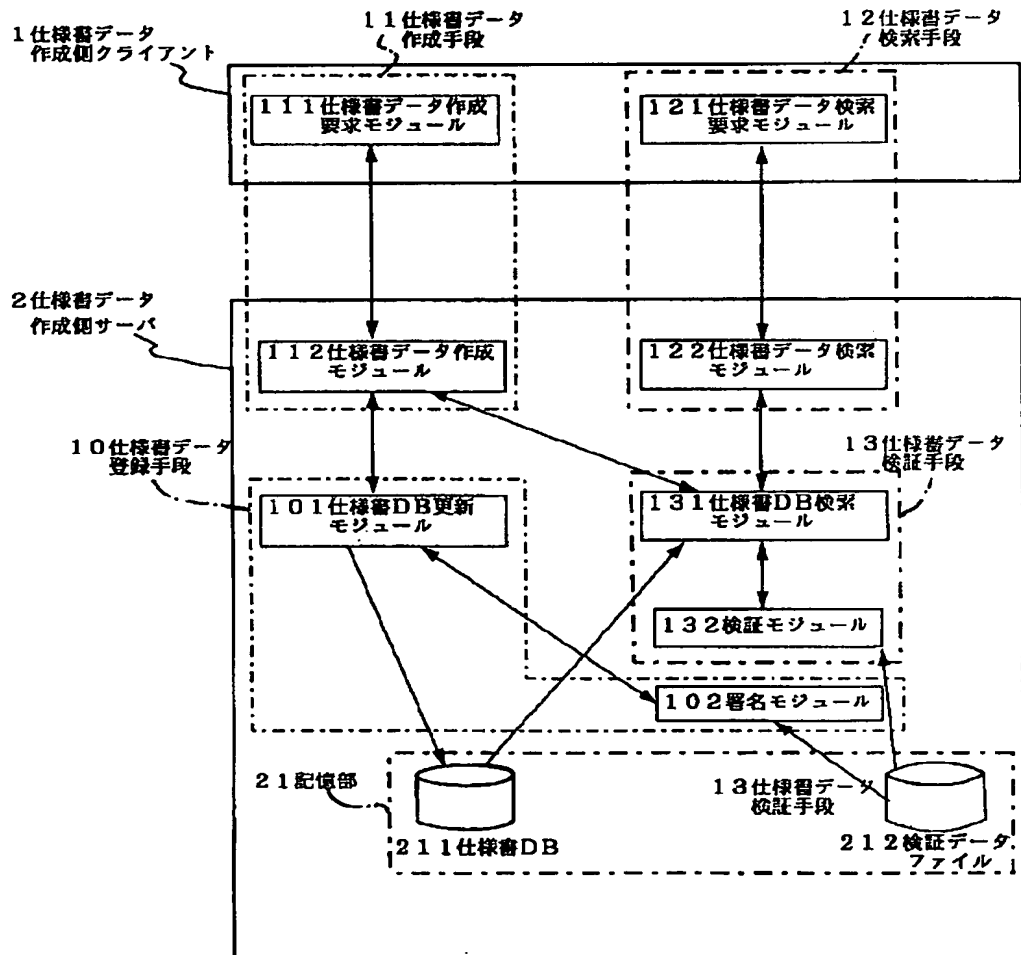 11仕様書データ
作成手段
12仕様書データ
検索手段
1仕様書データ
作成側クライアント
111仕様書データ作成
要求モジュール
121仕様書データ検索
要求モジュール
2仕様書データ
作成側サーバ
112仕様書データ作成
モジュール
122仕様書データ検索
モジュール
10仕様書データ
登録手段
13仕様書データ
検証手段
101仕様書DB更新
モジュール
131仕様書DB検索
モジュール
132検証モジュール
102署名モジュール
21記憶部
13仕様書データ
検証手段
211仕様書DB
212検証データ
ファイル